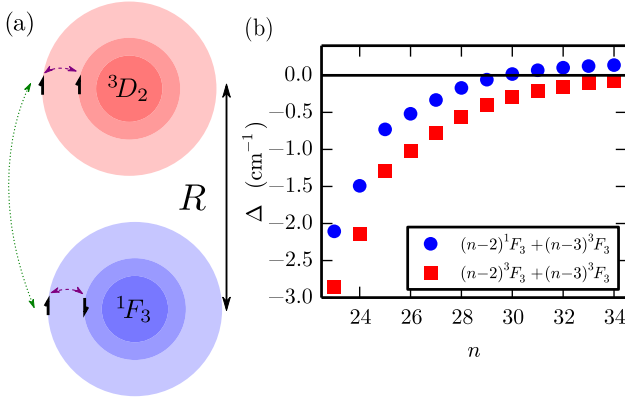 (a)
³D₂
R
¹F₃
(b)
Δ (cm⁻¹)
0.0
−0.5
−1.0
−1.5
−2.0
−2.5
−3.0
(n−2)¹F₃+(n−3)³F₃
(n−2)³F₃+(n−3)³F₃
24 26 28 30 32 34
n